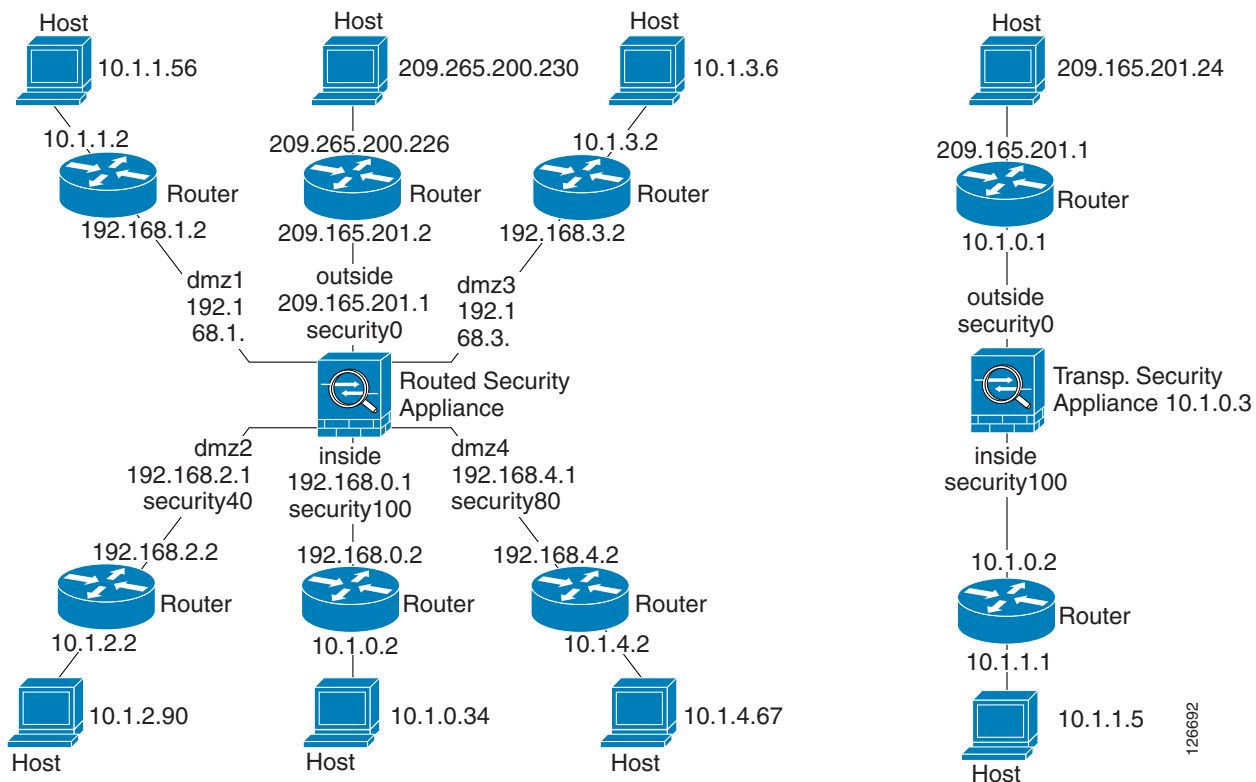 Host
10.1.1.56
10.1.1.2
Router
192.168.1.2
dmz1
192.1
68.1.
Host
209.265.200.230
209.265.200.226
Router
209.165.201.2
outside
209.165.201.1
security0
Host
10.1.3.6
10.1.3.2
Router
192.168.3.2
dmz3
192.1
68.3.
Routed Security
Appliance
dmz2
192.168.2.1
security40
192.168.2.2
Router
10.1.2.2
10.1.2.90
Host
inside
192.168.0.1
security100
192.168.0.2
Router
10.1.0.2
10.1.0.34
Host
dmz4
192.168.4.1
security80
192.168.4.2
Router
10.1.4.2
10.1.4.67
Host
Host
209.165.201.24
209.165.201.1
Router
10.1.0.1
outside
security0
Transp. Security
Appliance 10.1.0.3
inside
security100
10.1.0.2
Router
10.1.1.1
10.1.1.5
Host
126692